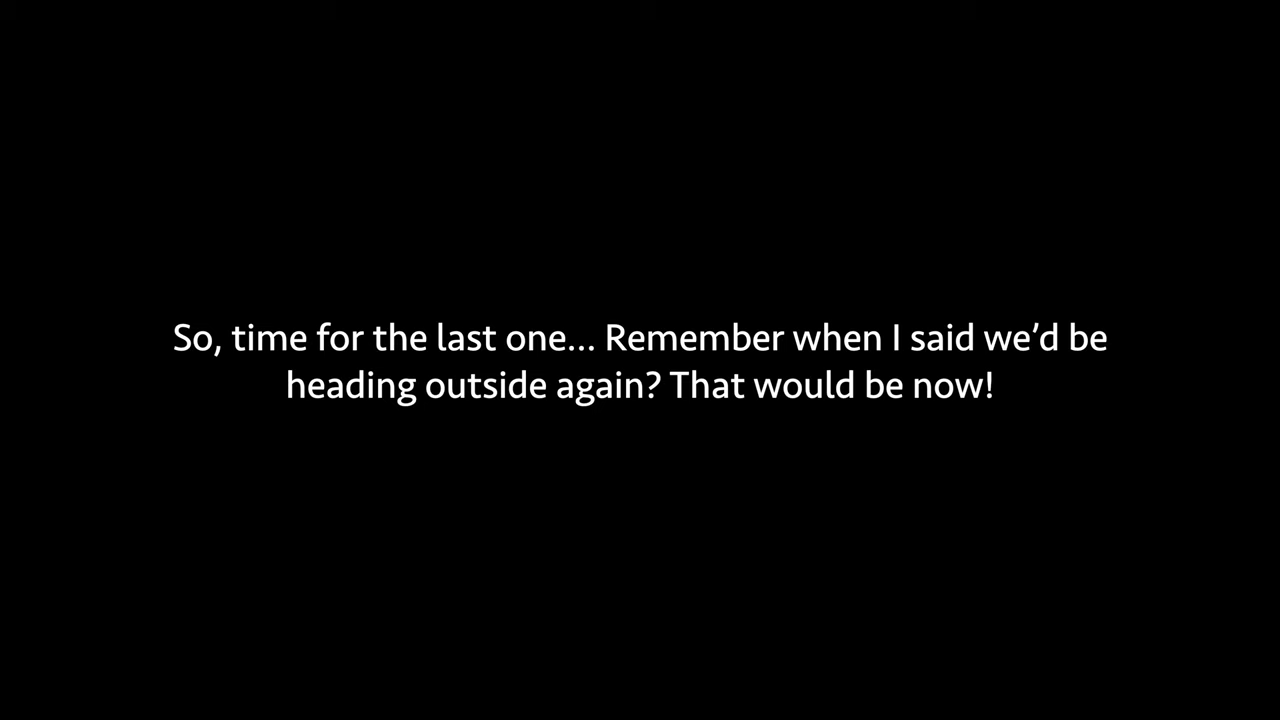 So, time for the last one... Remember when I said we’d be
heading outside again? That would be now!